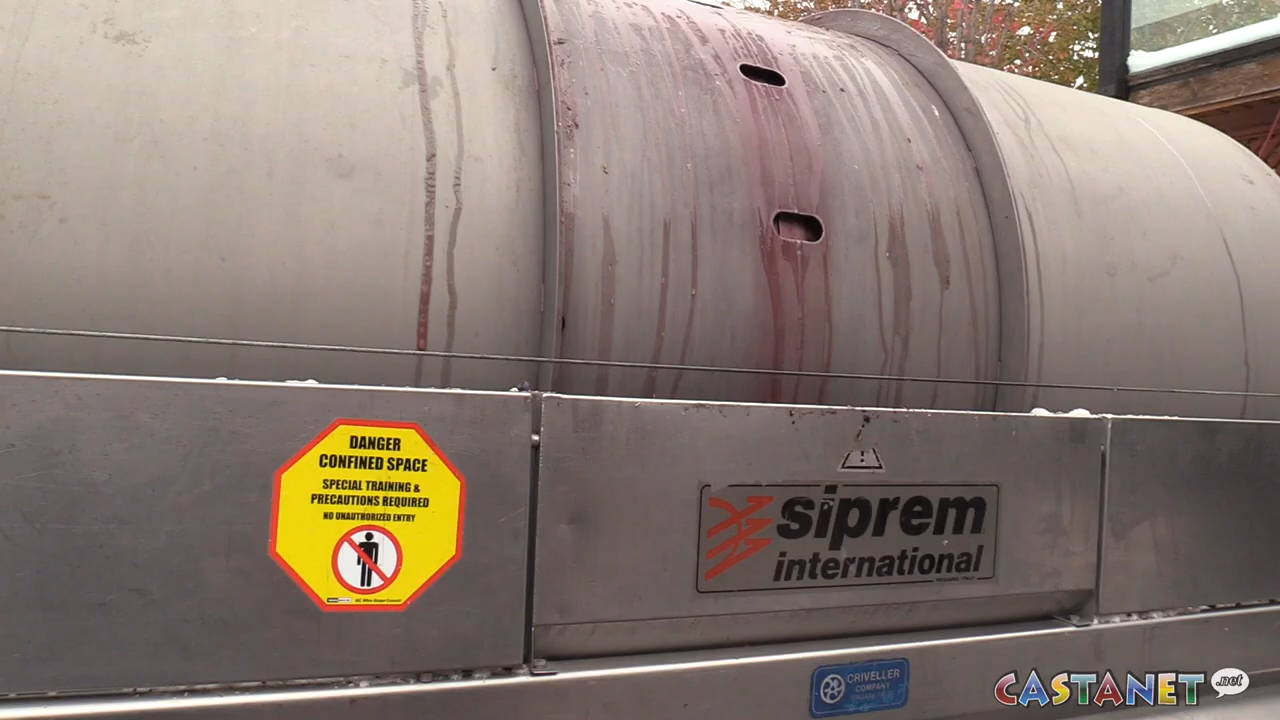 DANGER
CONFINED SPACE
SPECIAL TRAINING &
PRECAUTIONS REQUIRED
NO UNAUTHORIZED ENTRY
siprem
international
CRIVELLER
COMPANY
CASTANET.net